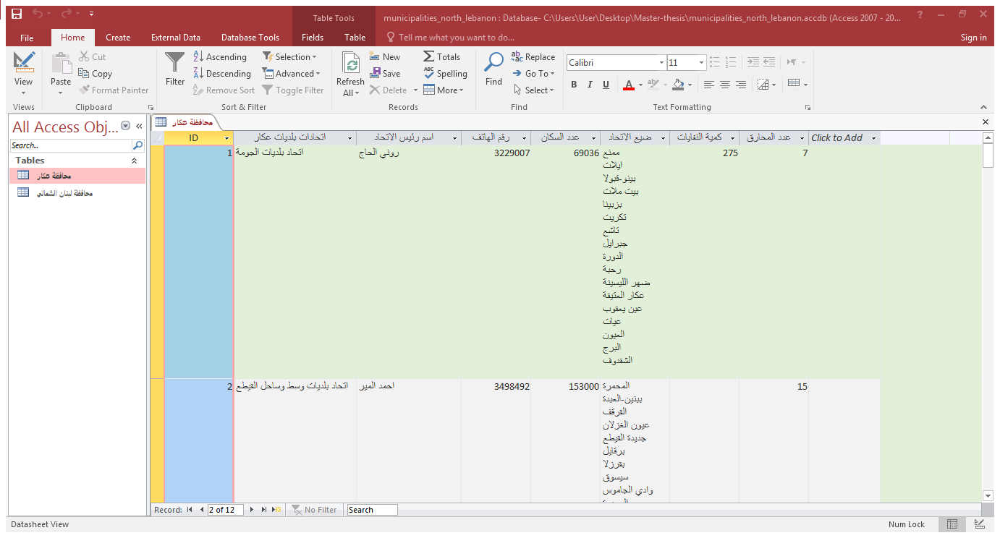 Table Tools
municipalities_north_lebanon : Database- C:\Users\User\Desktop\Master-thesis\municipalities_north_lebanon.accdb (Access 2007 - 20...
?
File
Home
Create
External Data
Database Tools
Fields
Table
Tell me what you want to do...
Sign in
View
Views
Paste
Cut
Copy
Format Painter
Clipboard
Filter
Ascending
Descending
Remove Sort
Selection
Advanced
Toggle Filter
Sort & Filter
Refresh All
New
Save
Delete
Totals
Spelling
More
Records
Find
Replace
Go To
Select
Find
Calibri
11
B I U
Text Formatting
All Access Obj...
Search...
Tables
محافظة عكار
محافظة لبنان الشمالي
محافظة عكار
ID
اتحادات بلديات عكار
اسم رئيس الاتحاد
رقم الهاتف
عدد السكان
ضيع الاتحاد
كمية النفايات
عدد المحارق
Click to Add
1
اتحاد بلديات الجومة
روني الحاج
3229007
69036
ممنع
ايلات
بينو-قبولا
بيت ملات
بزبينا
تكريت
تاشع
جبرايل
الدورة
رحبة
ضهر الليسينة
عكار العتيقة
عين يعقوب
عيات
العيون
البرج
الشقدوف
275
7
2
اتحاد بلديات وسط وساحل القيطع
احمد المير
3498492
153000
المحمرة
ببنين-العبدة
القرقف
عيون الغزلان
جديدة القيطع
برقايل
بقرزلا
سيسوق
وادي الجاموس
15
Record:
2 of 12
No Filter
Search
Datasheet View
Num Lock